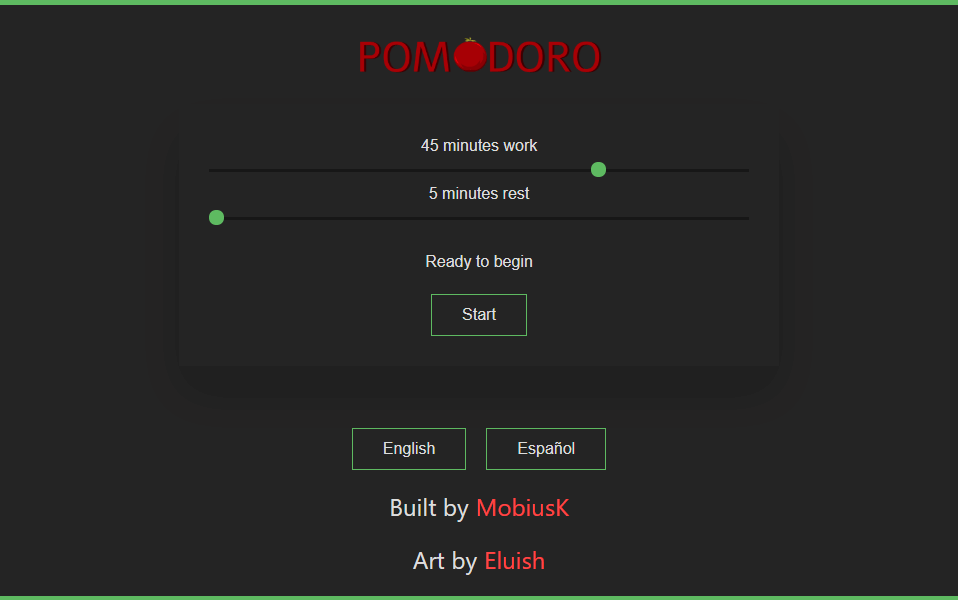 POMODORO
45 minutes work
5 minutes rest
Ready to begin
Start
English Español
Built by MobiusK
Art by Eluish